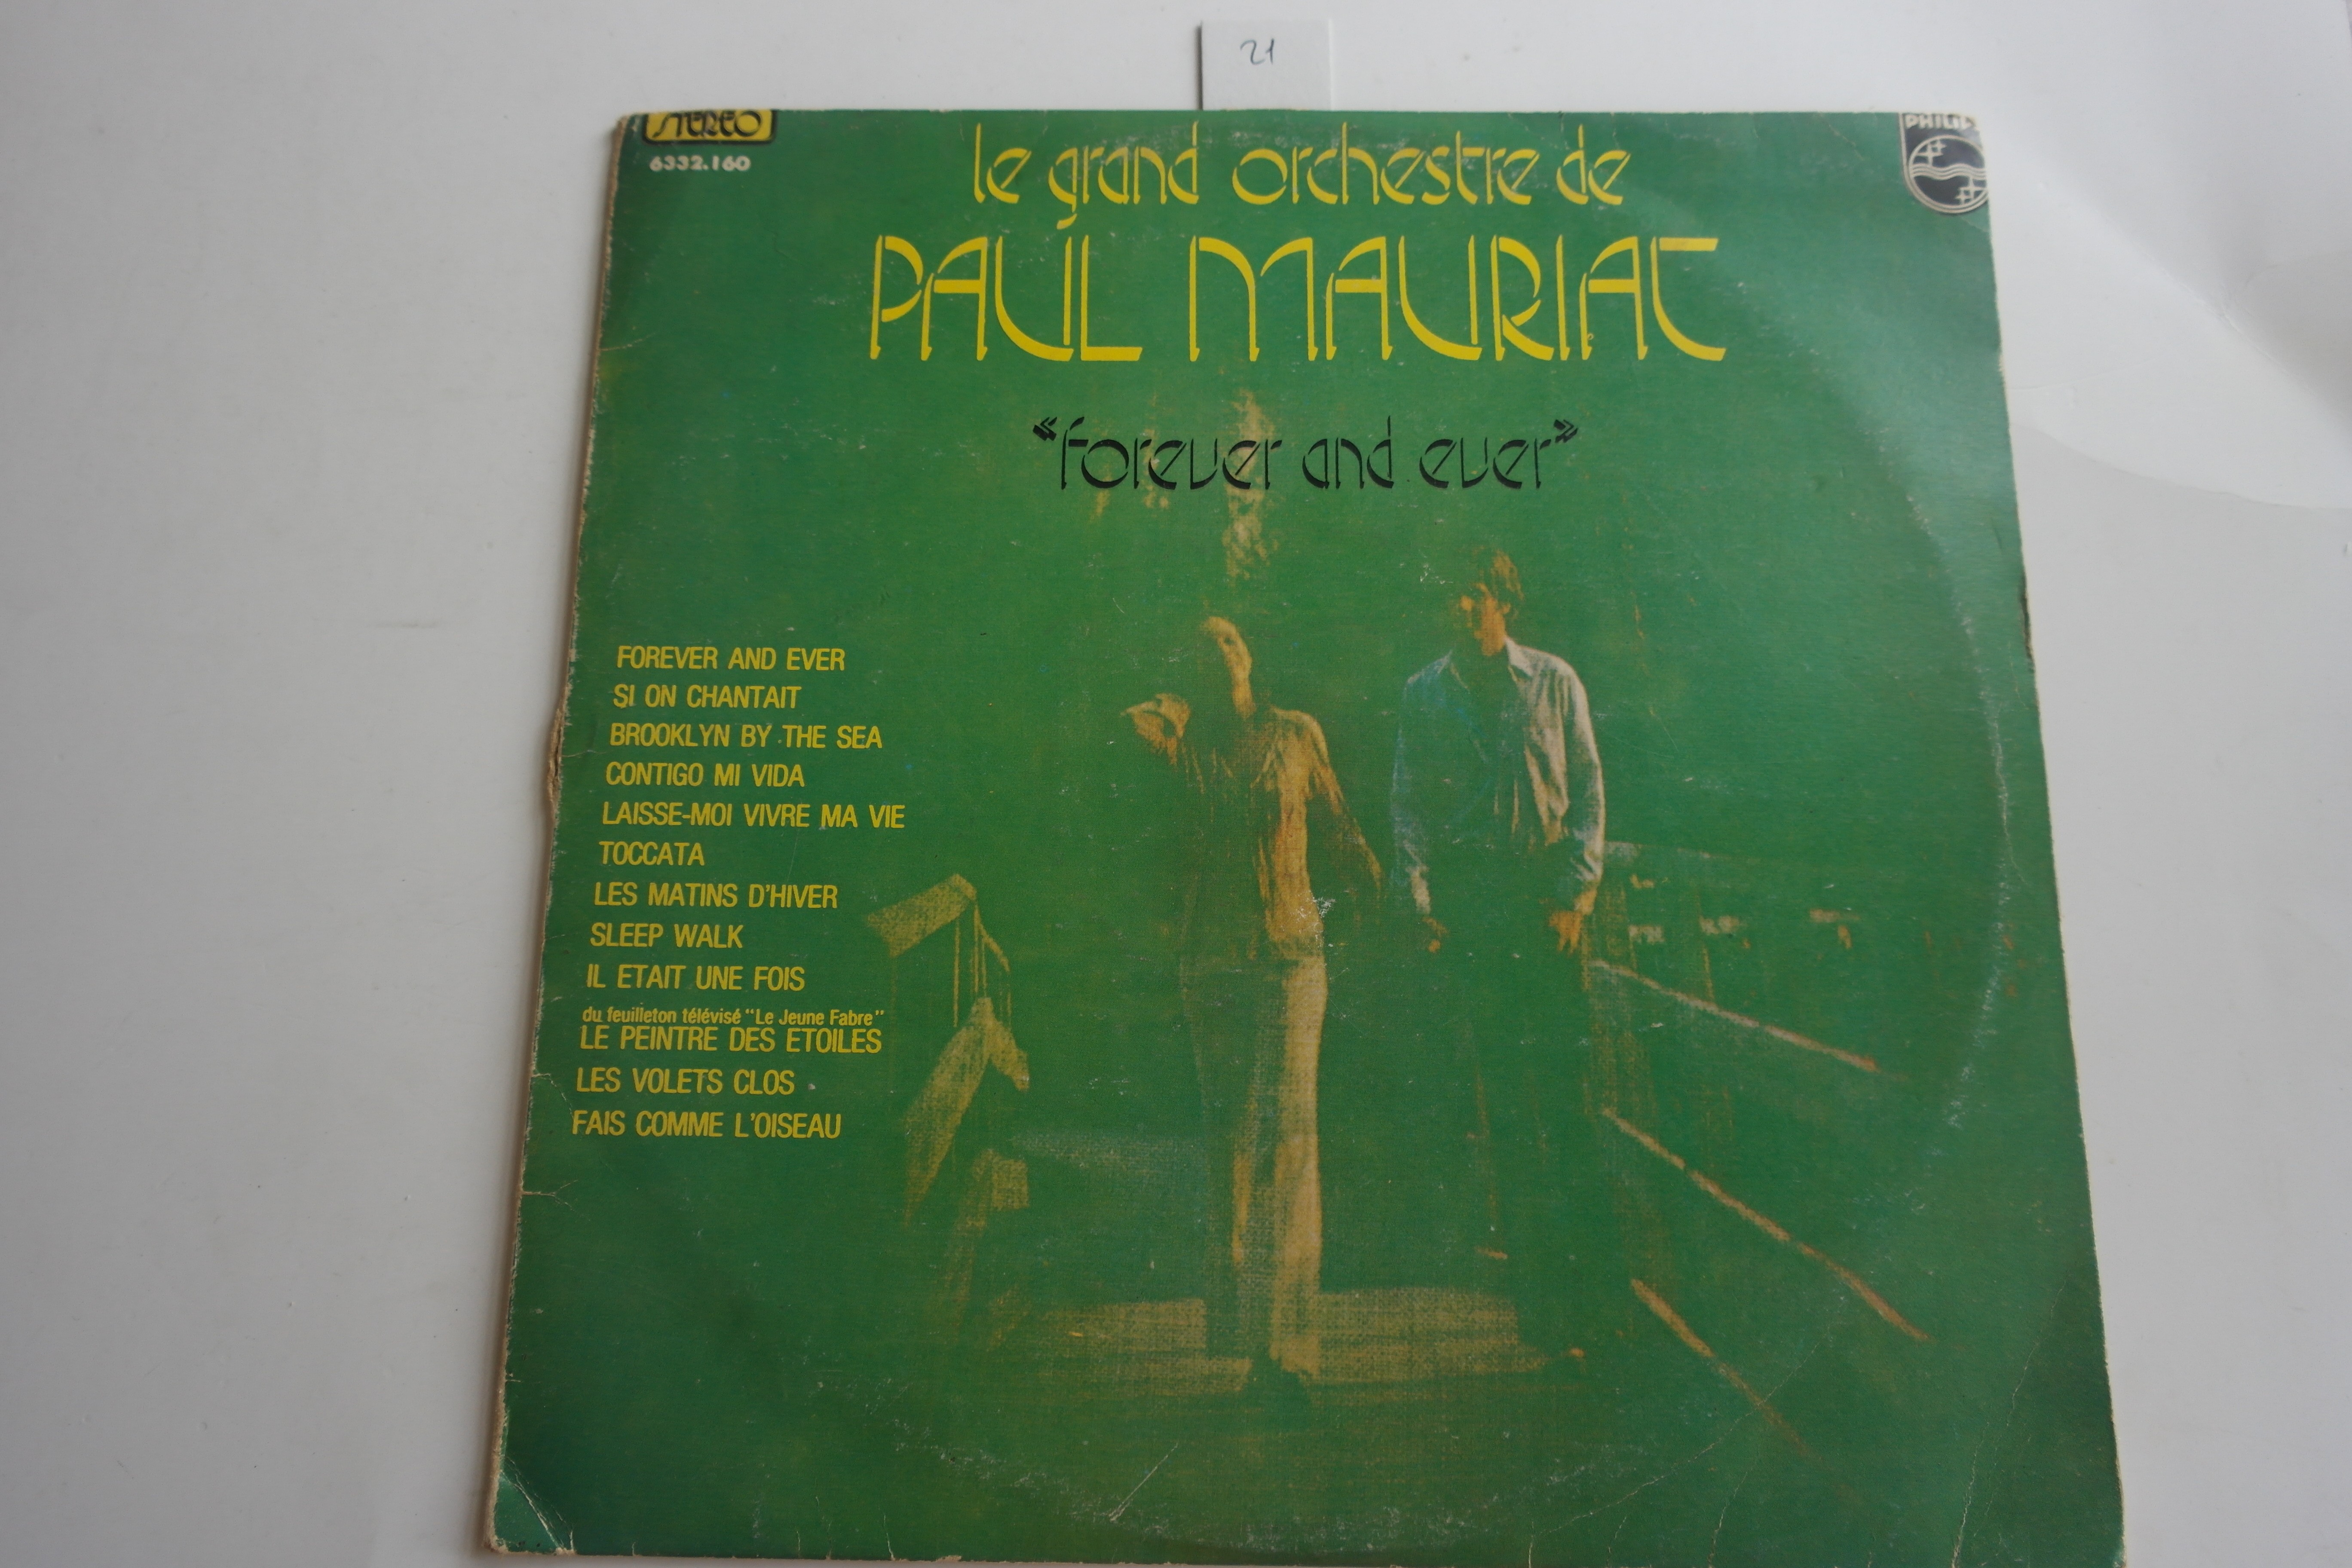 21
STEREO
6332.160
PHILIPS
le grand orchestre de
PAUL MAURIAT
"forever and ever"
FOREVER AND EVER
SI ON CHANTAIT
BROOKLYN BY THE SEA
CONTIGO MI VIDA
LAISSE-MOI VIVRE MA VIE
TOCCATA
LES MATINS D'HIVER
SLEEP WALK
IL ETAIT UNE FOIS
du feuilleton télévisé "Le Jeune Fabre"
LE PEINTRE DES ETOILES
LES VOLETS CLOS
FAIS COMME L'OISEAU